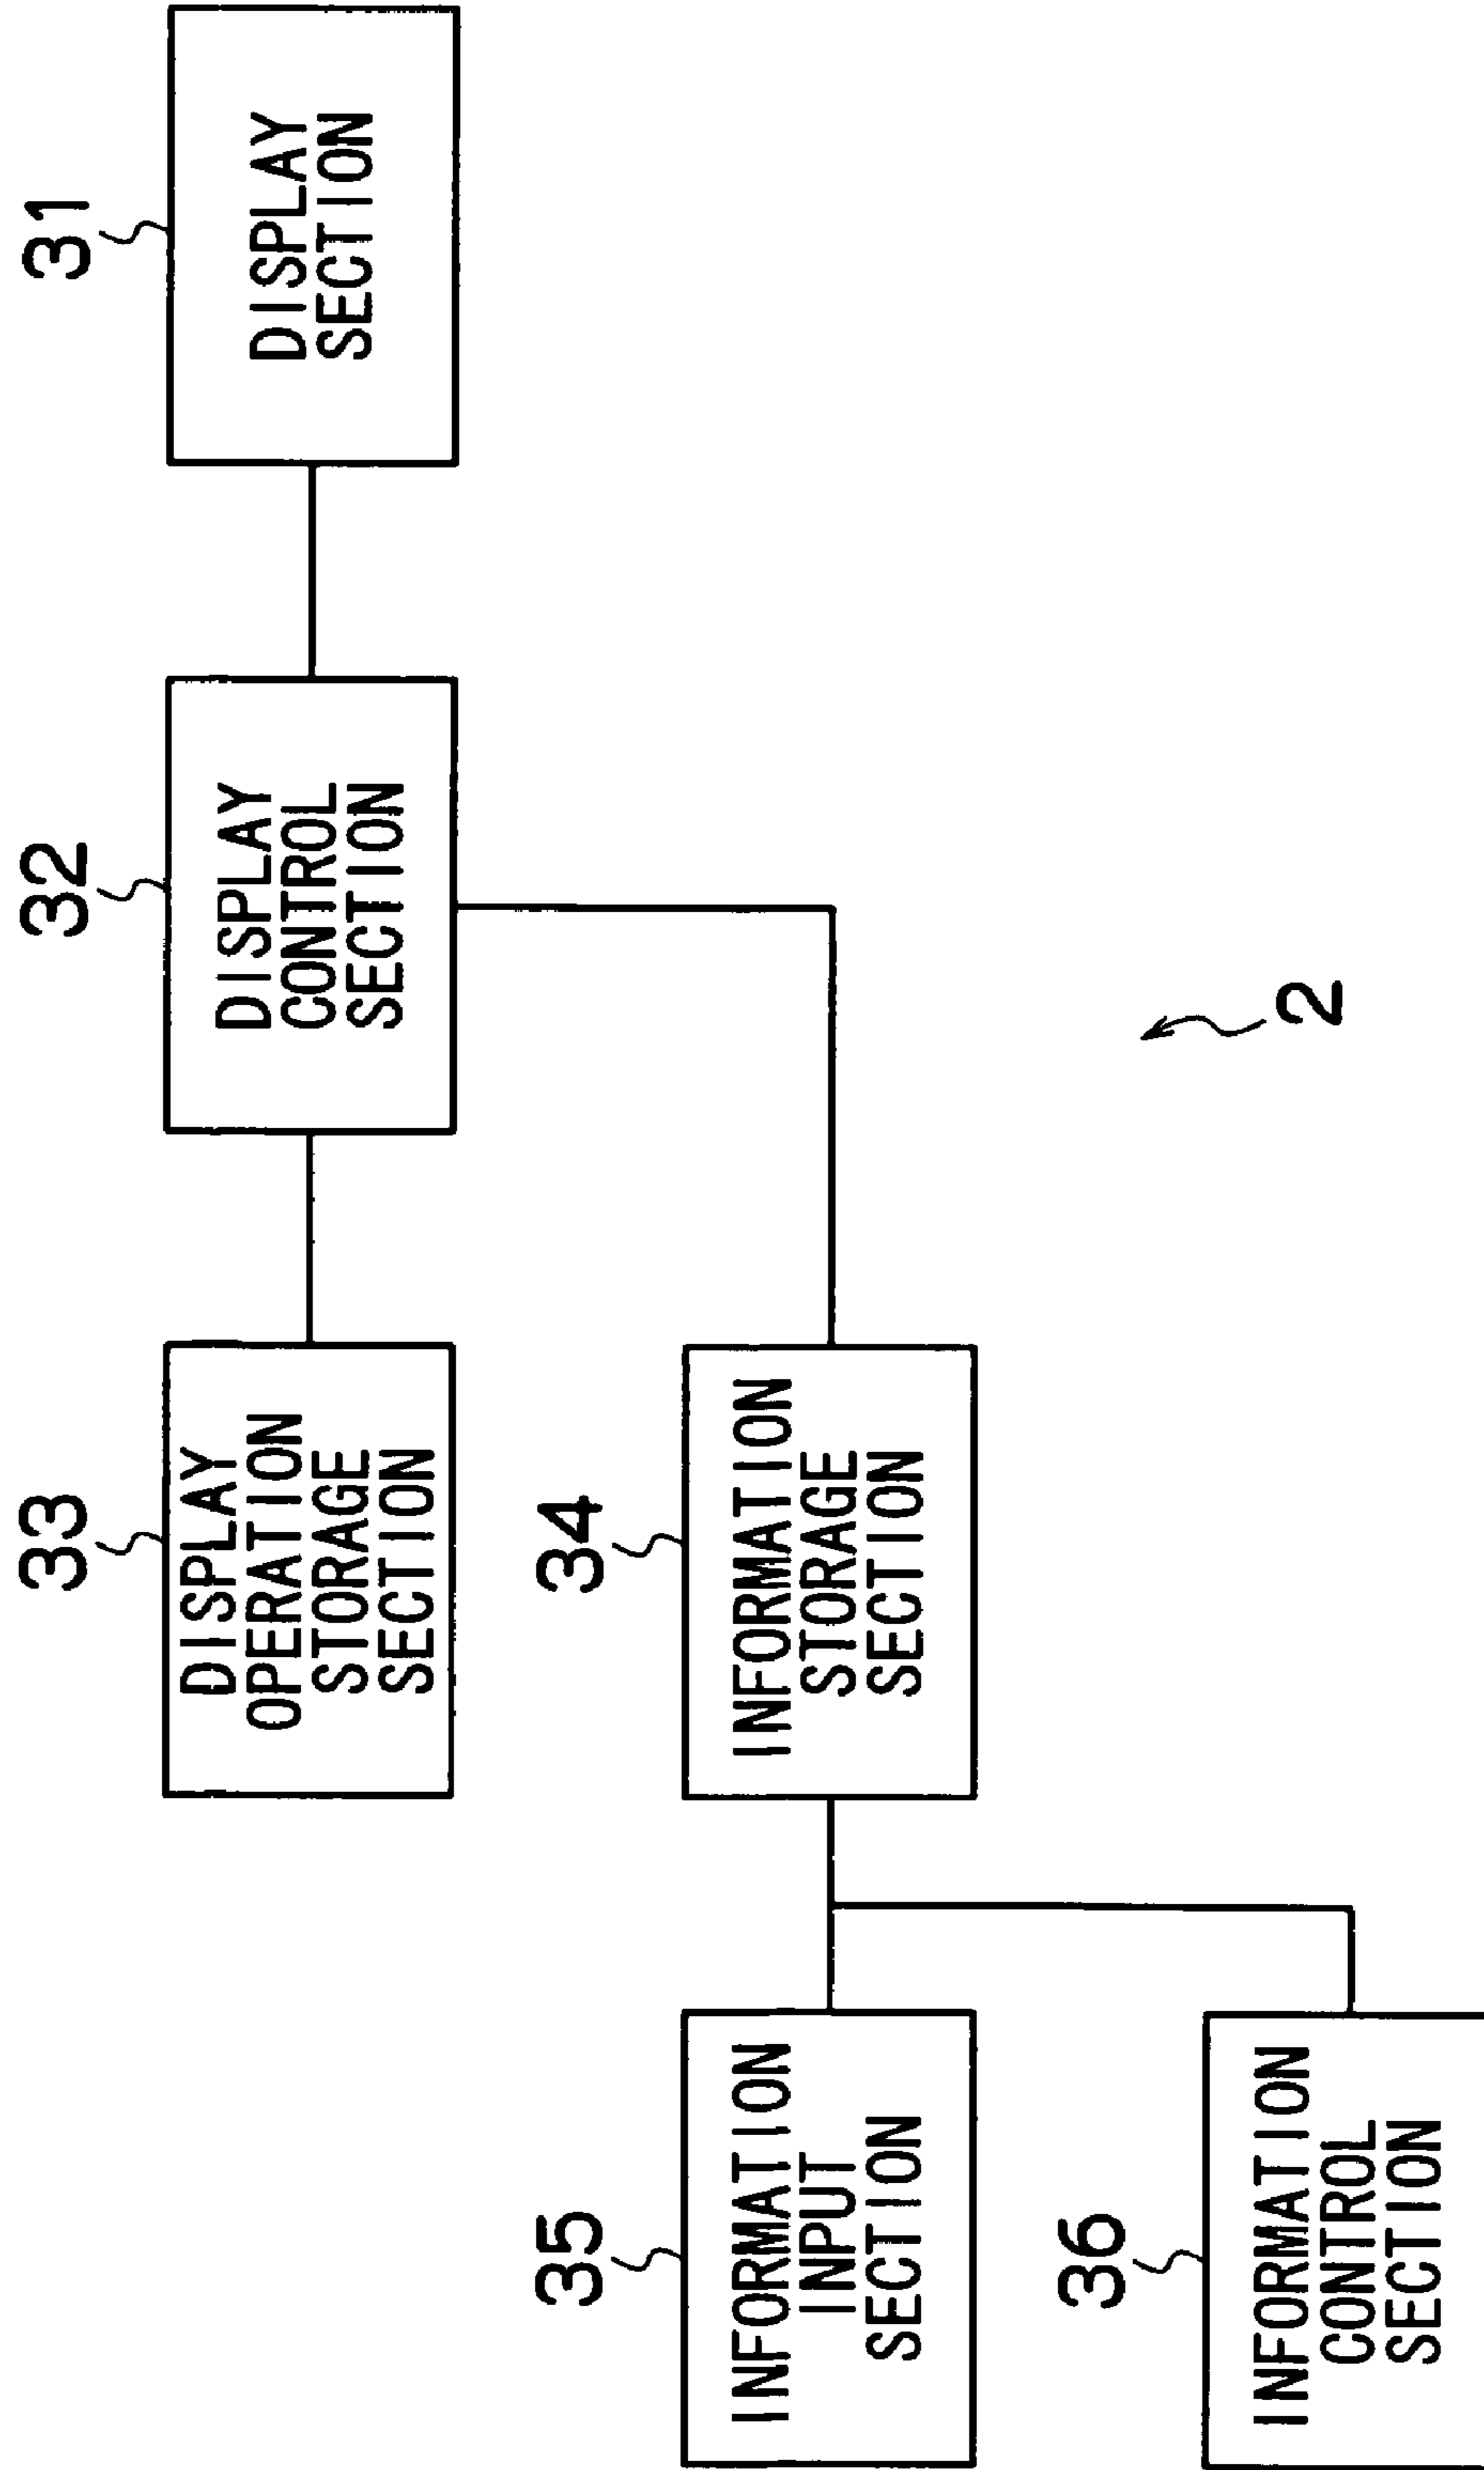 33
DISPLAY
OPERATION
STORAGE
SECTION
32
DISPLAY
CONTROL
SECTION
31
DISPLAY
SECTION
35
INFORMATION
INPUT
SECTION
34
INFORMATION
STORAGE
SECTION
36
INFORMATION
CONTROL
SECTION
2